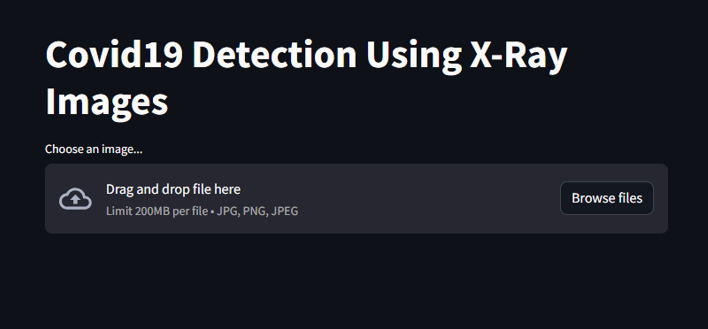 Covid19 Detection Using X-Ray
Images
Choose an image...
Drag and drop file here
Limit 200MB per file • JPG, PNG, JPEG
Browse files